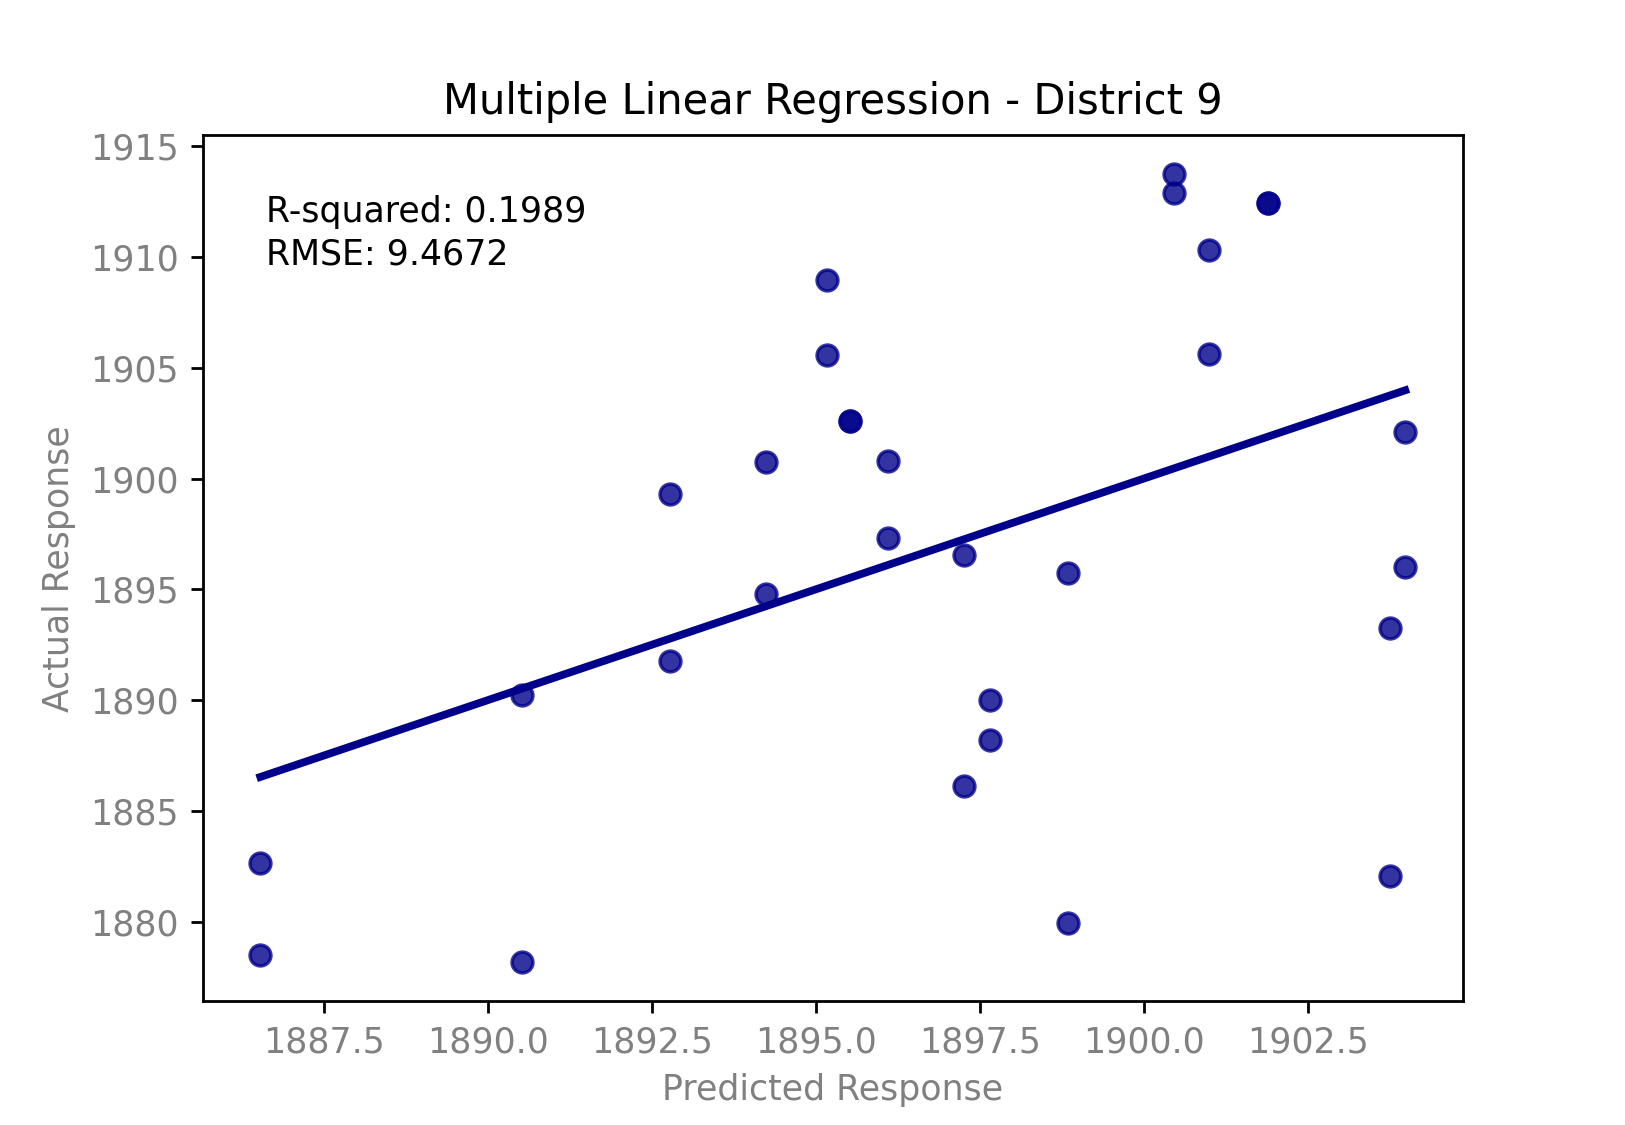 Multiple Linear Regression - District 9
R-squared: 0.1989
RMSE: 9.4672
Actual Response
1915
1910
1905
1900
1895
1890
1885
1880
1887.5 1890.0 1892.5 1895.0 1897.5 1900.0 1902.5
Predicted Response